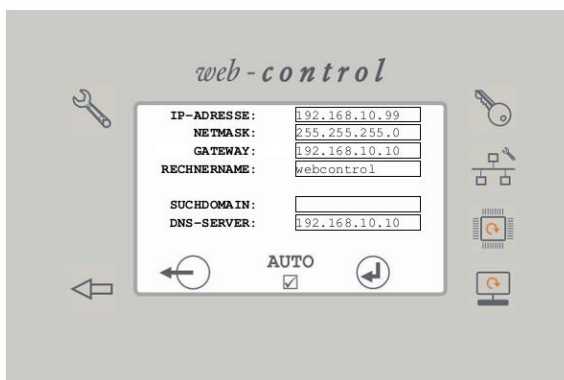 web-control
IP-ADRESSE: 192.168.10.99
NETMASK: 255.255.255.0
GATEWAY: 192.168.10.10
RECHNERNAME: webcontrol
SUCHDOMAIN:
DNS-SERVER: 192.168.10.10
AUTO